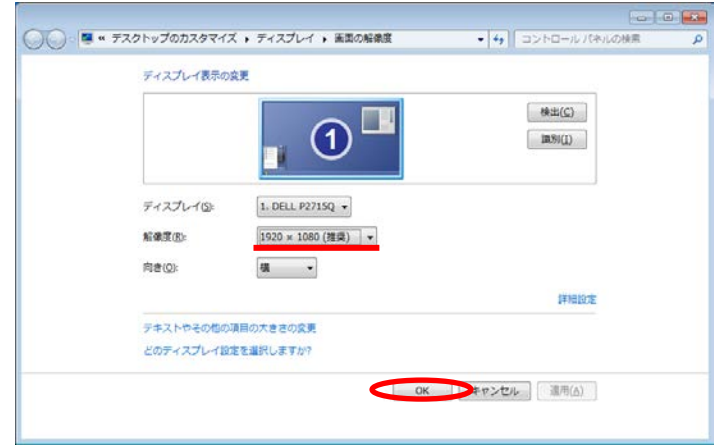 « デスクトップのカスタマイズ ▸ ディスプレイ ▸ 画面の解像度
コントロール パネルの検索
ディスプレイ表示の変更
1
検出(C)
識別(I)
ディスプレイ(S):
1. DELL P2715Q
解像度(R):
1920 × 1080 (推奨)
向き(O):
横
詳細設定
テキストやその他の項目の大きさの変更
どのディスプレイ設定を選択しますか?
OK
キャンセル
適用(A)